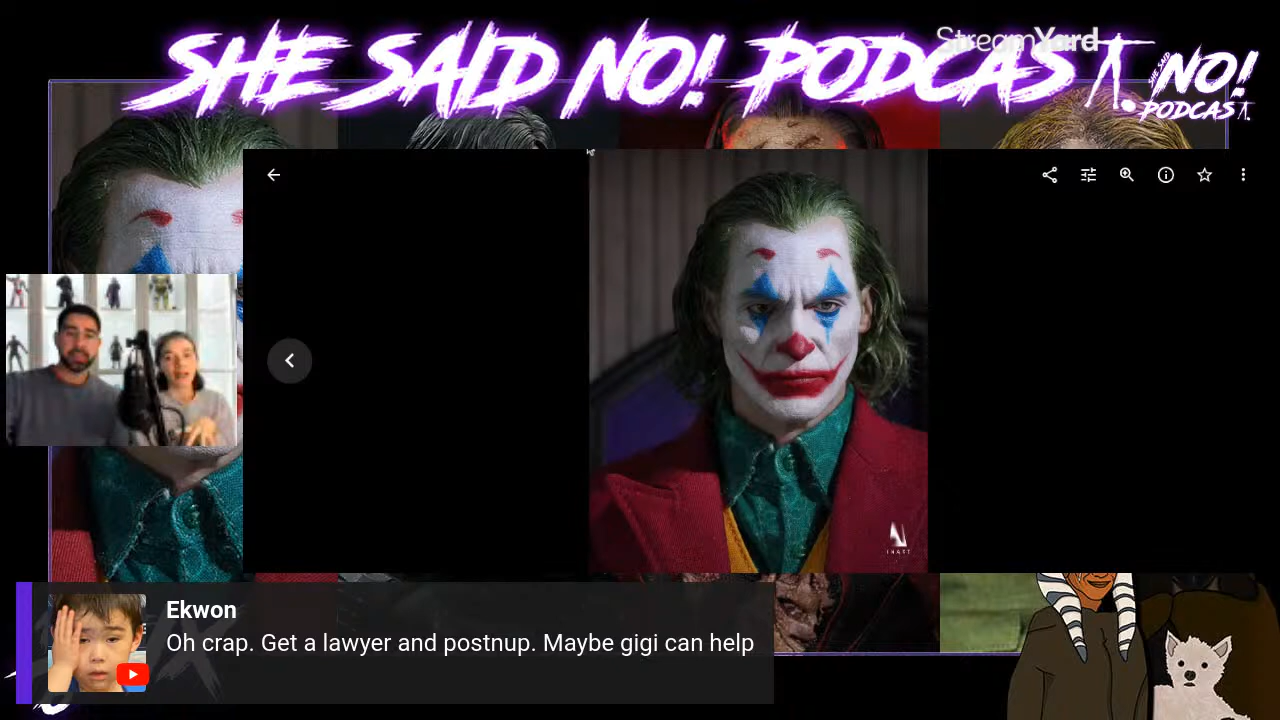 SHE SAID NO! PODCAST
StreamYard
SHE SAID
NO!
PODCAST
INART
Ekwon
Oh crap. Get a lawyer and postnup. Maybe gigi can help